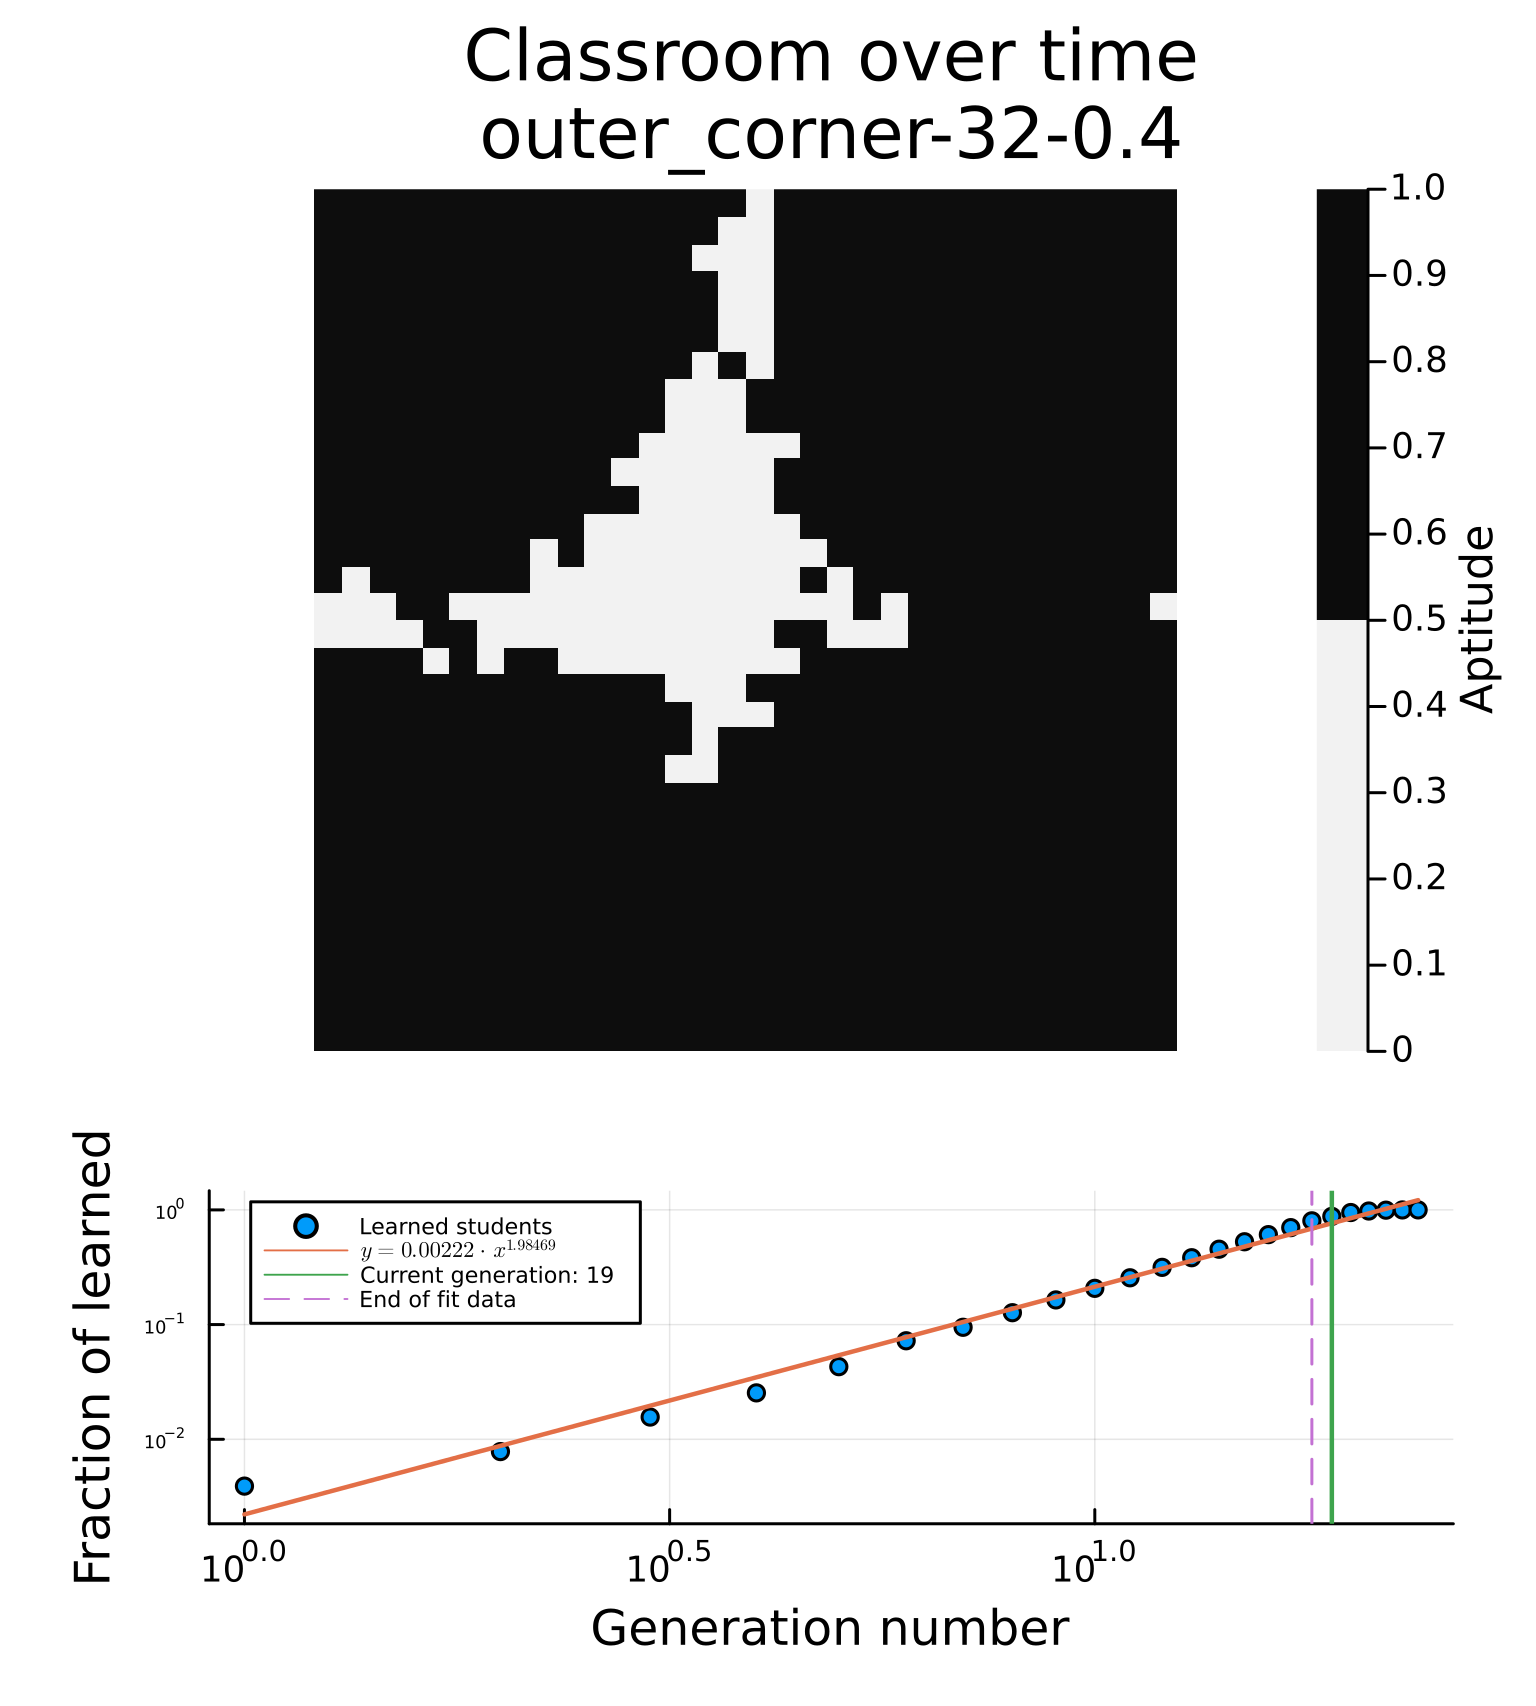 Classroom over time
outer_corner-32-0.4
1.0
0.9
0.8
0.7
0.6
0.5
0.4
0.3
0.2
0.1
0
Aptitude
Fraction of learned
10⁰
10⁻¹
10⁻²
Learned students
y = 0.00222 · x^1.98469
Current generation: 19
End of fit data
10^0.0
10^0.5
10^1.0
Generation number